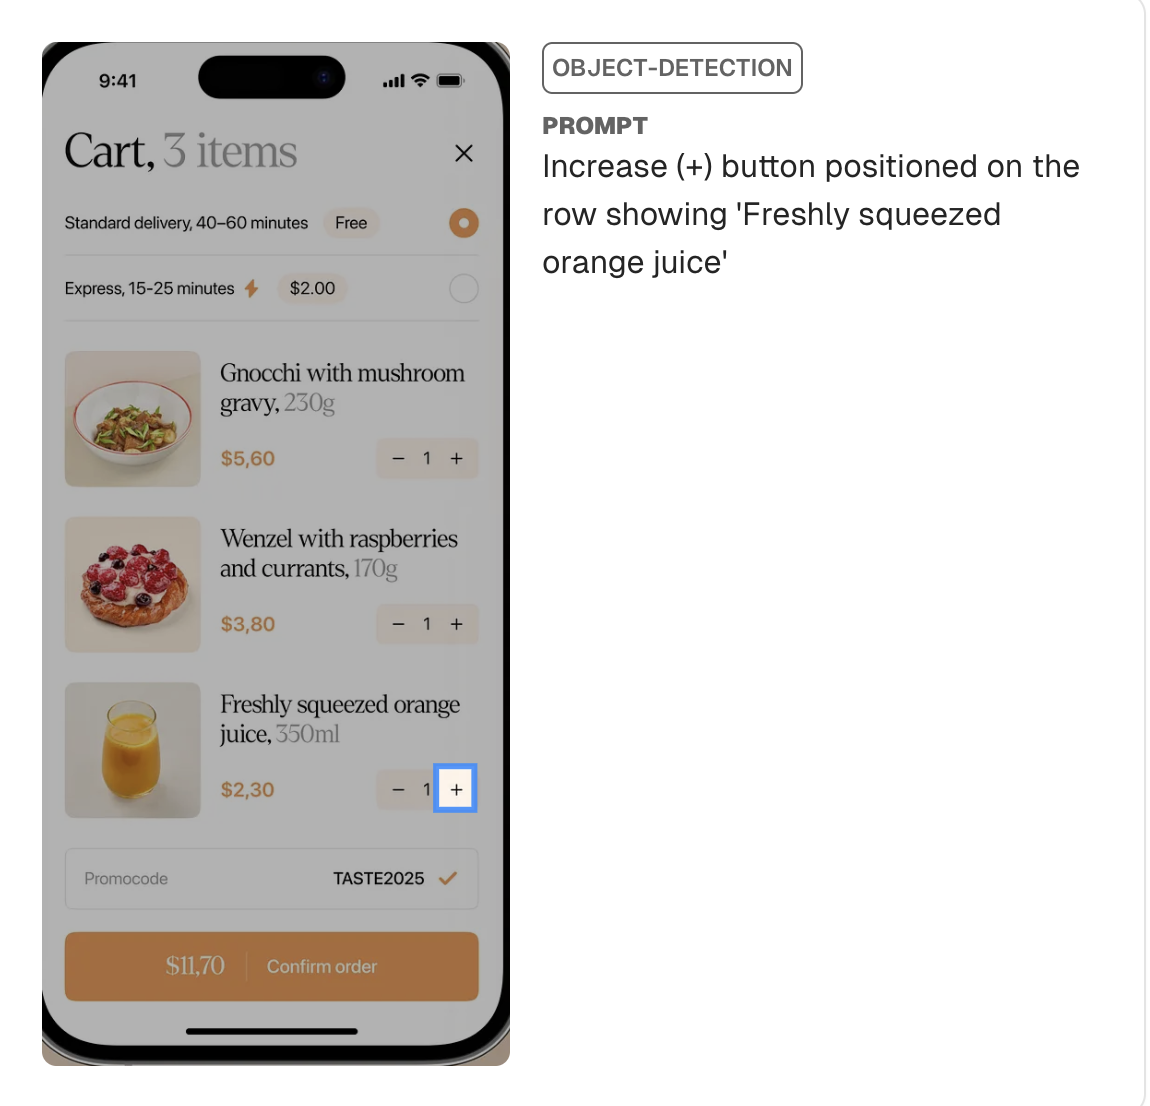 9:41
Cart, 3 items
Standard delivery, 40–60 minutes Free
Express, 15-25 minutes $2.00
Gnocchi with mushroom
gravy, 230g
$5,60 − 1 +
Wenzel with raspberries
and currants, 170g
$3,80 − 1 +
Freshly squeezed orange
juice, 350ml
$2,30 − 1 +
Promocode TASTE2025
$11,70 Confirm order
OBJECT-DETECTION
PROMPT
Increase (+) button positioned on the
row showing 'Freshly squeezed
orange juice'